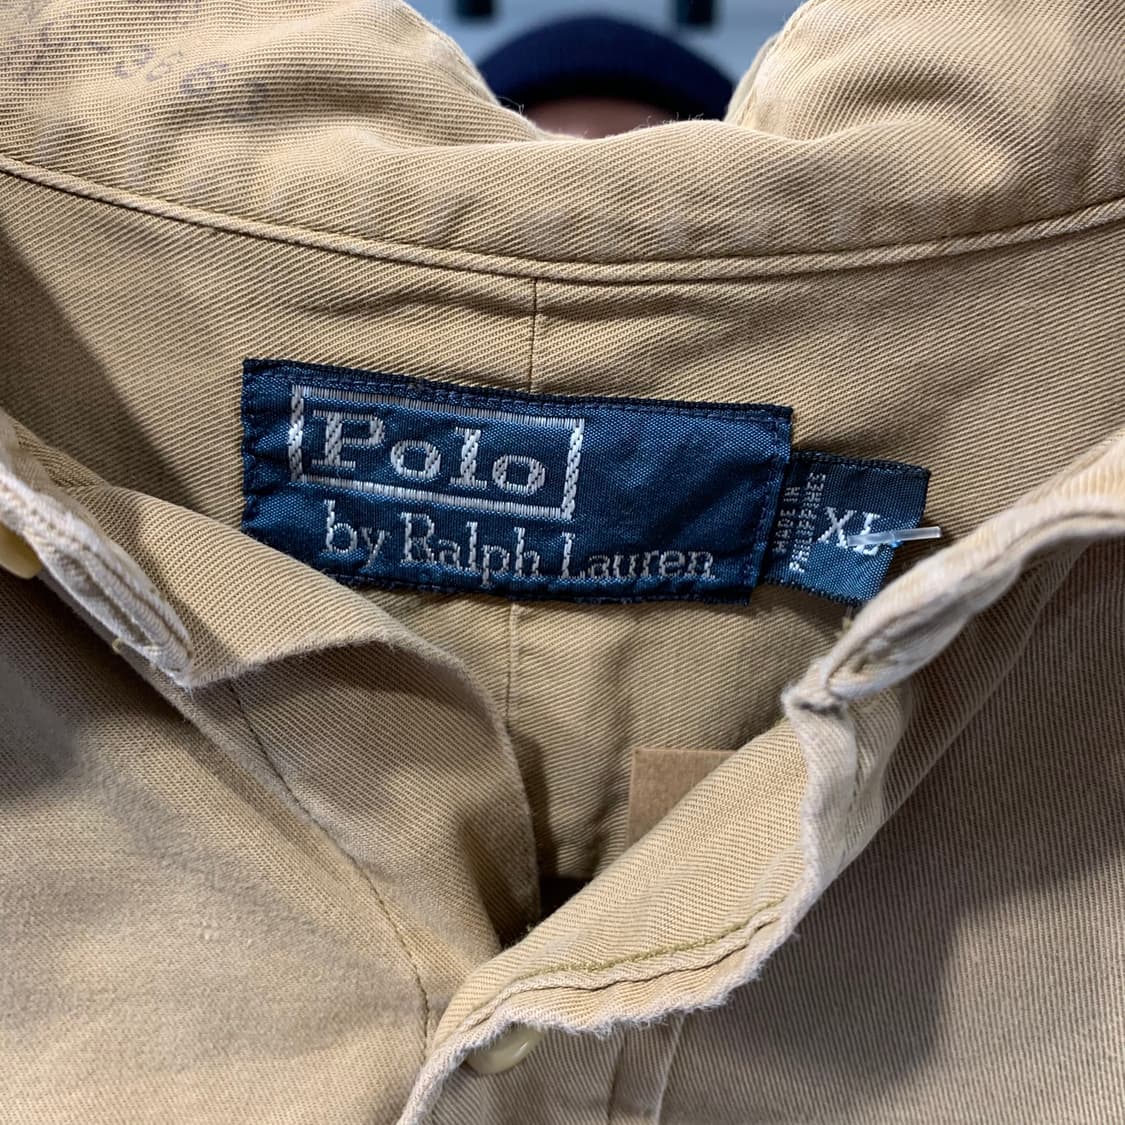 Polo
by Ralph Lauren
MADE IN
PHILIPPINES
XL